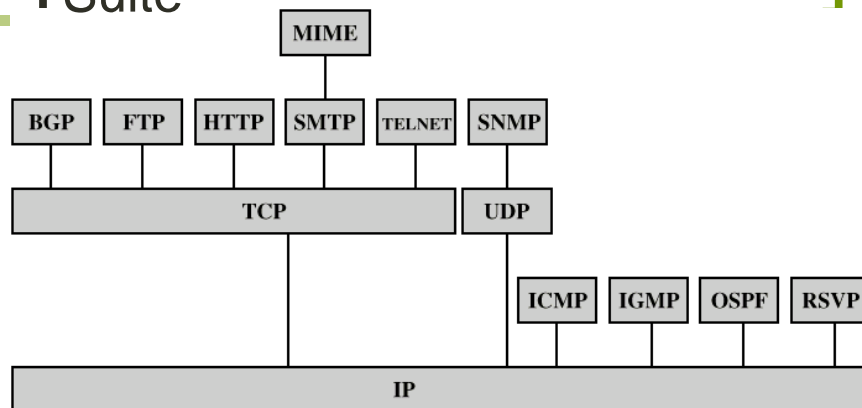 Suite
MIME
BGP FTP HTTP SMTP TELNET SNMP
TCP UDP
ICMP IGMP OSPF RSVP
IP